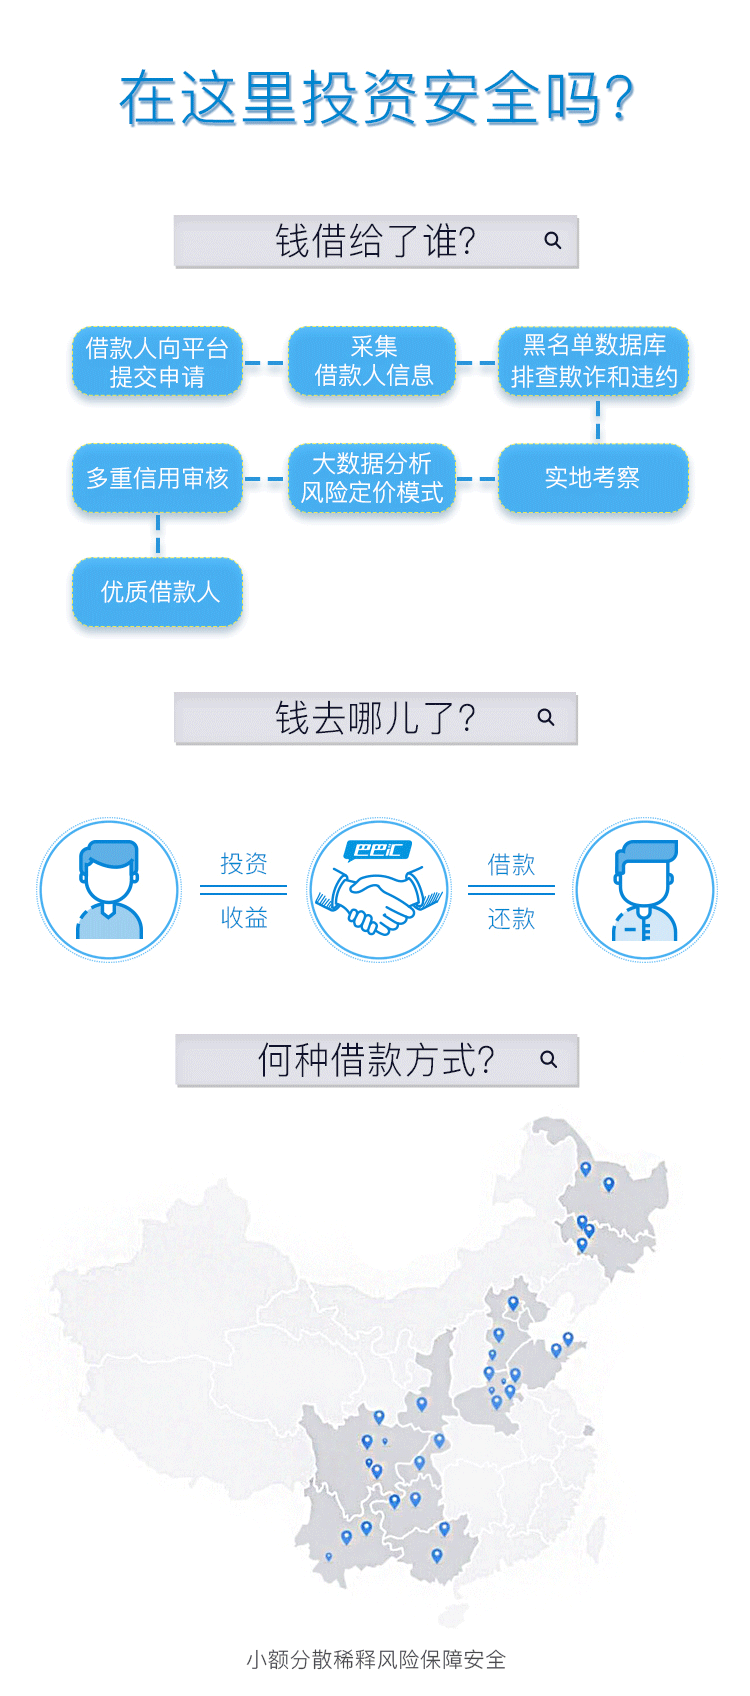 在这里投资安全吗？
钱借给了谁？
借款人向平台
提交申请
采集
借款人信息
黑名单数据库
排查欺诈和违约
多重信用审核
大数据分析
风险定价模式
实地考察
优质借款人
钱去哪儿了？
投资
收益
巴巴汇
借款
还款
何种借款方式？
小额分散稀释风险保障安全